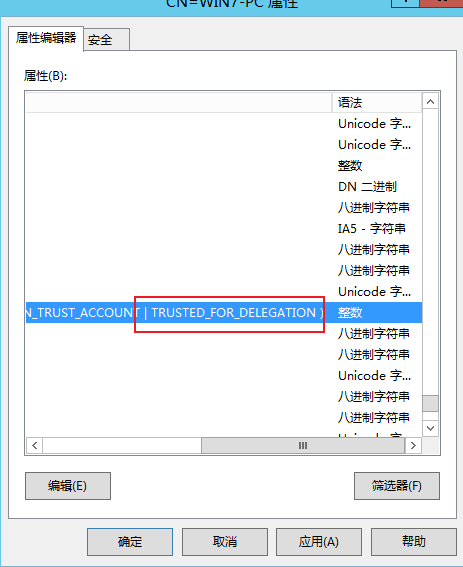 CN=WIN7-PC 属性
属性编辑器 安全
属性(B):
语法
Unicode 字...
Unicode 字...
整数
DN 二进制
八进制字符串
IA5 - 字符串
八进制字符串
八进制字符串
Unicode 字...
N_TRUST_ACCOUNT | TRUSTED_FOR_DELEGATION ) 整数
八进制字符串
八进制字符串
Unicode 字...
八进制字符串
八进制字符串
编辑(E) 筛选器(F)
确定 取消 应用(A) 帮助